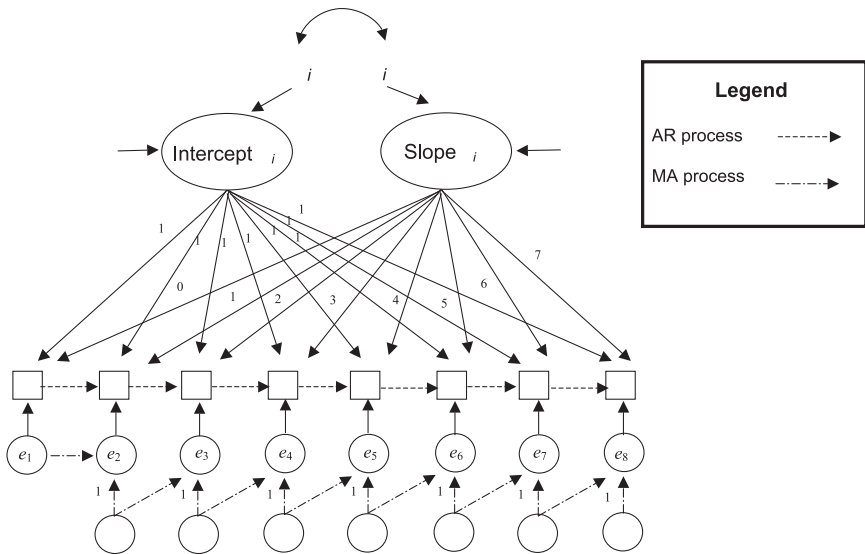 i i
Legend
AR process
MA process
Intercept i
Slope i
1 1 1 1 1 1 1 1
0 1 2 3 4 5 6 7
e1 e2 e3 e4 e5 e6 e7 e8
1 1 1 1 1 1 1